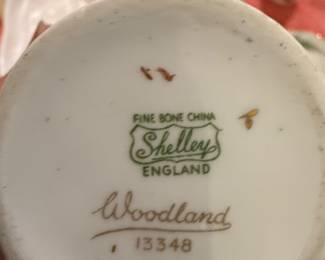 FINE BONE CHINA
Shelley
ENGLAND
Woodland
13348